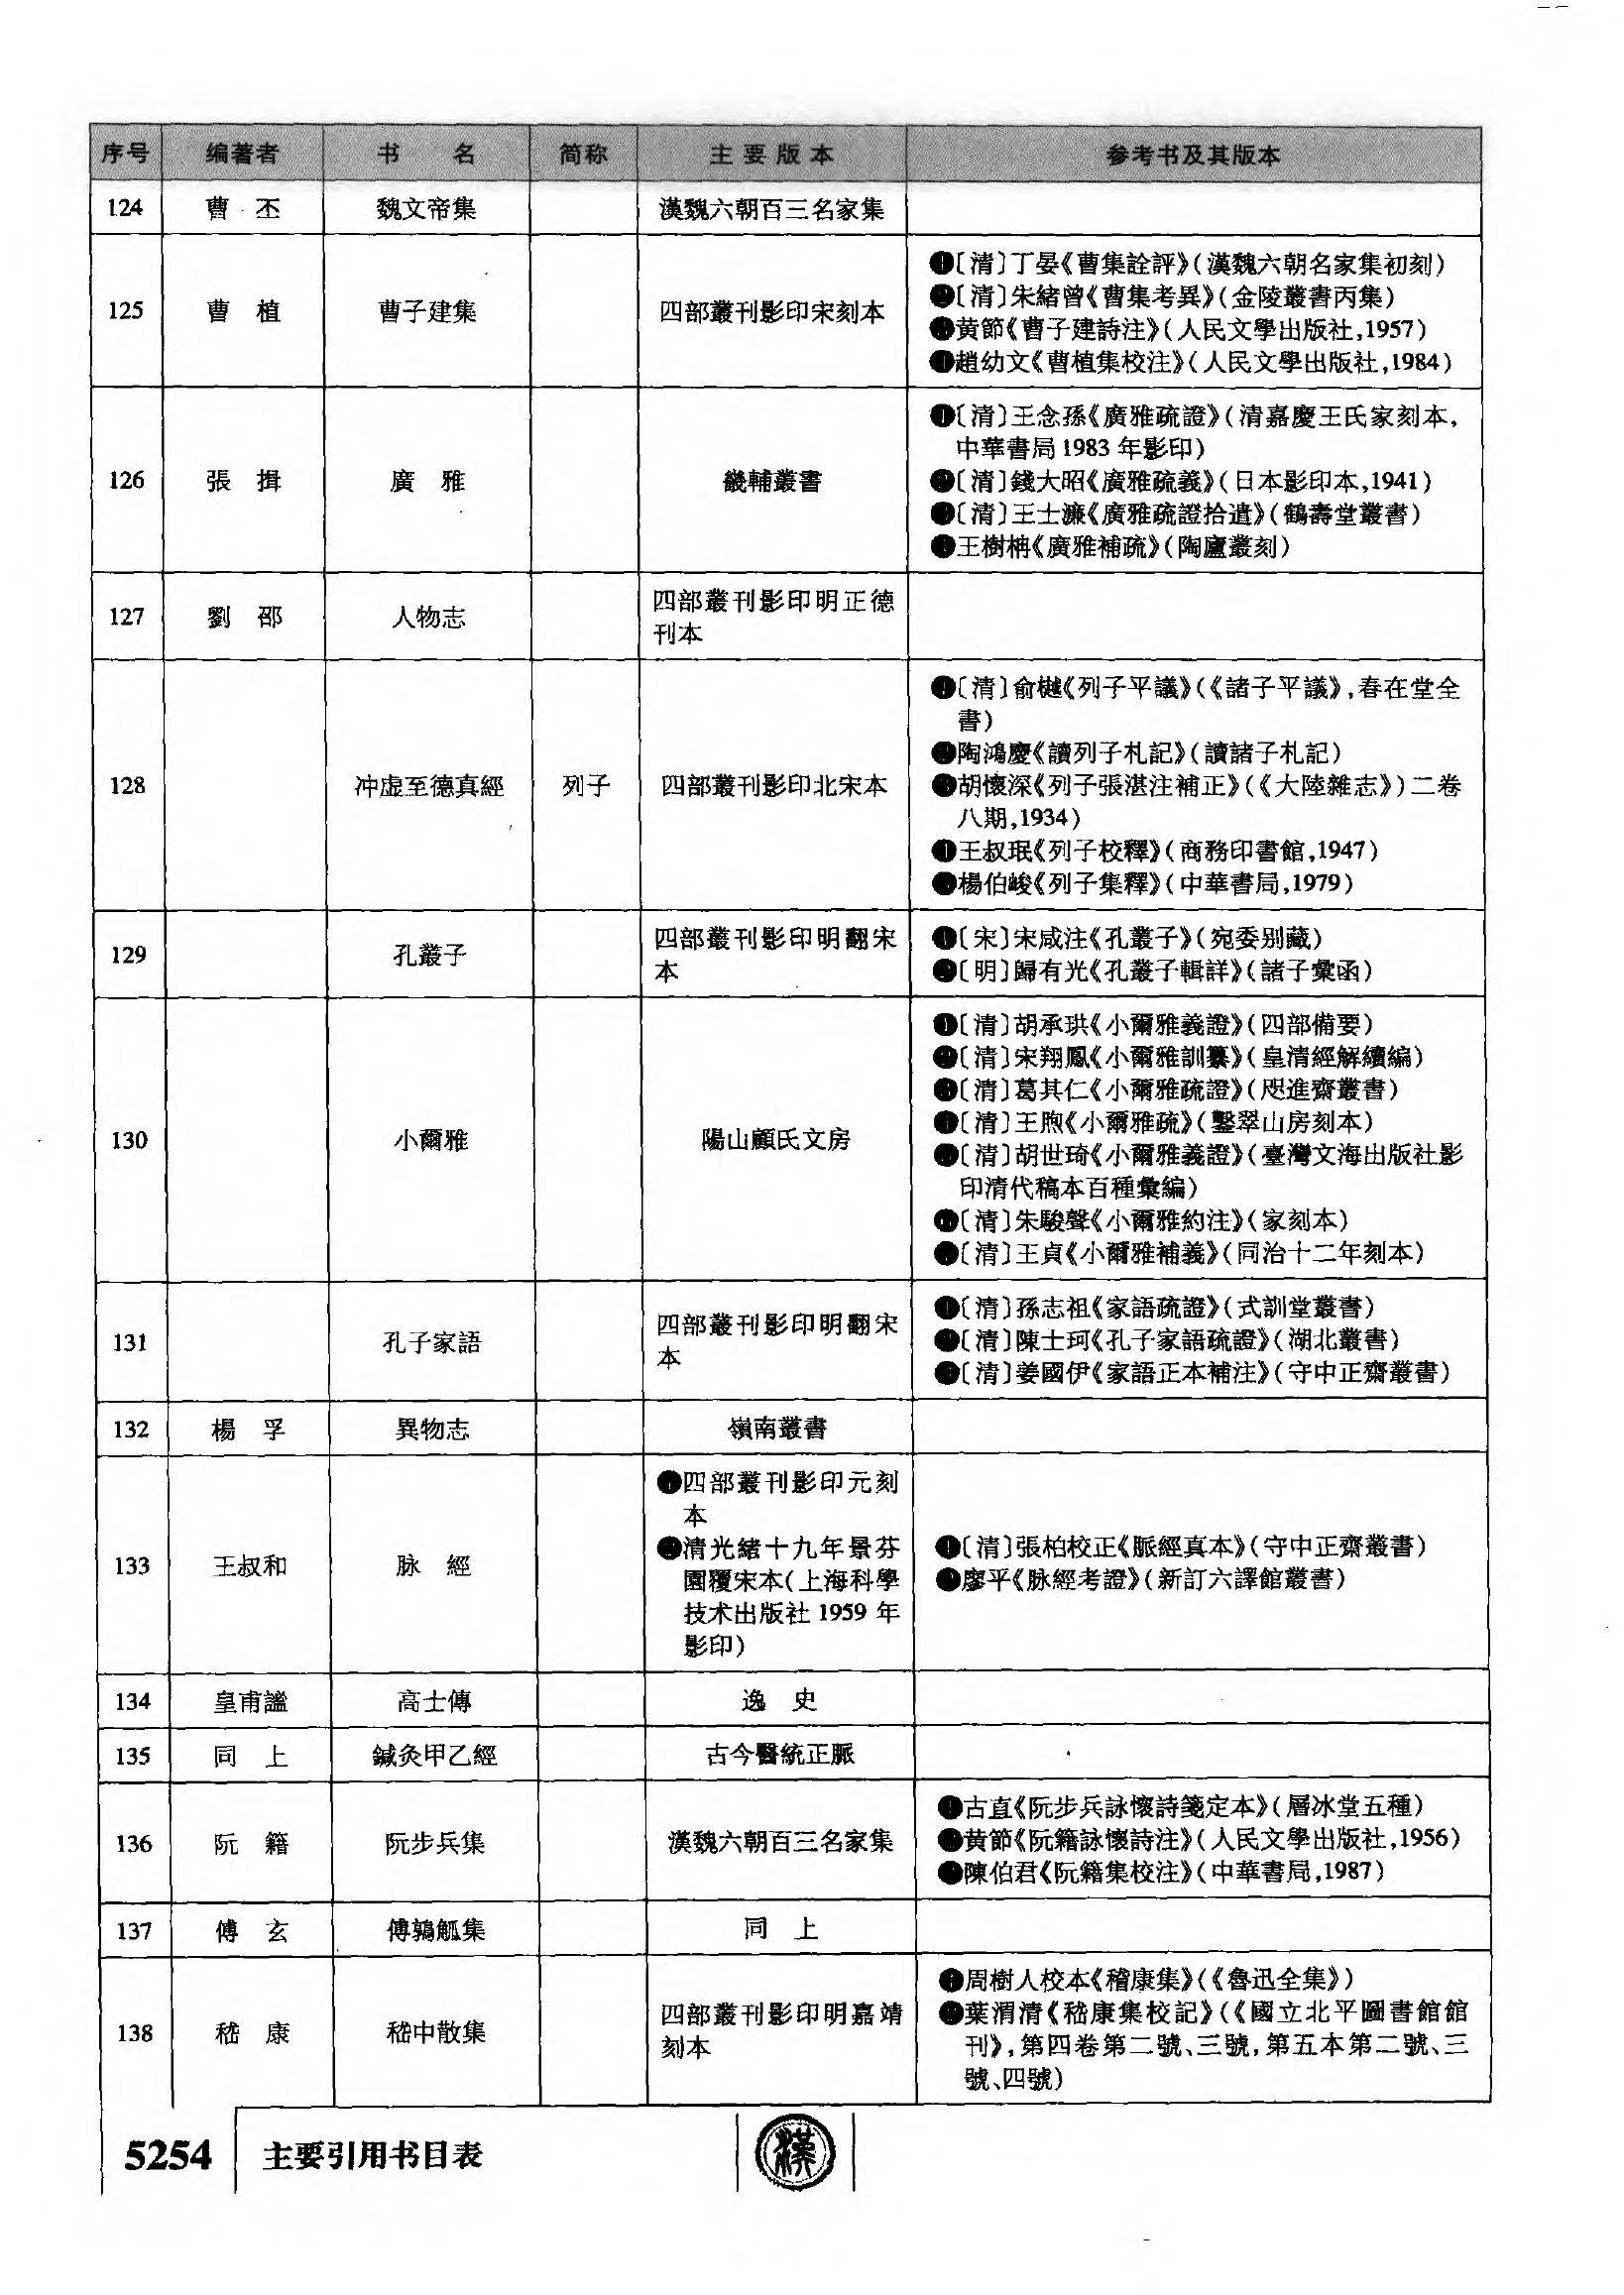 序号 编著者 书 名 简称 主要版本 参考书及其版本
124 曹 丕 魏文帝集 漢魏六朝百三名家集
125 曹 植 曹子建集 四部叢刊影印宋刻本
❶〔清〕丁晏《曹集詮評》(漢魏六朝名家集初刻)
❷〔清〕朱緒曾《曹集考異》(金陵叢書丙集)
❸黄節《曹子建詩注》(人民文學出版社,1957)
❹趙幼文《曹植集校注》(人民文學出版社,1984)
126 張 揖 廣 雅 畿輔叢書
❶〔清〕王念孫《廣雅疏證》(清嘉慶王氏家刻本,
中華書局1983年影印)
❷〔清〕錢大昭《廣雅疏義》(日本影印本,1941)
❸〔清〕王士濂《廣雅疏證拾遺》(鶴壽堂叢書)
❹王樹枏《廣雅補疏》(陶廬叢刻)
127 劉 邵 人物志 四部叢刊影印明正德
刊本
128 冲虚至德真經 列子 四部叢刊影印北宋本
❶〔清〕俞樾《列子平議》(《諸子平議》,春在堂全
書)
❷陶鴻慶《讀列子札記》(讀諸子札記)
❸胡懷深《列子張湛注補正》(《大陸雜志》)二卷
八期,1934)
❹王叔珉《列子校釋》(商務印書館,1947)
❺楊伯峻《列子集釋》(中華書局,1979)
129 孔叢子 四部叢刊影印明翻宋
本
❶〔宋〕宋咸注《孔叢子》(宛委别藏)
❷〔明〕歸有光《孔叢子輯詳》(諸子彙函)
130 小爾雅 陽山顧氏文房
❶〔清〕胡承珙《小爾雅義證》(四部備要)
❷〔清〕宋翔鳳《小爾雅訓纂》(皇清經解續編)
❸〔清〕葛其仁《小爾雅疏證》(咫進齋叢書)
❹〔清〕王煦《小爾雅疏》(鑿翠山房刻本)
❺〔清〕胡世琦《小爾雅義證》(臺灣文海出版社影
印清代稿本百種彙編)
❻〔清〕朱駿聲《小爾雅約注》(家刻本)
❼〔清〕王貞《小爾雅補義》(同治十二年刻本)
131 孔子家語 四部叢刊影印明翻宋
本
❶〔清〕孫志祖《家語疏證》(式訓堂叢書)
❷〔清〕陳士珂《孔子家語疏證》(湖北叢書)
❸〔清〕姜國伊《家語正本補注》(守中正齋叢書)
132 楊 孚 異物志 嶺南叢書
133 王叔和 脉 經
❶四部叢刊影印元刻
本
❷清光緒十九年景芬
園覆宋本(上海科學
技术出版社1959年
影印)
❶〔清〕張柏校正《脈經真本》(守中正齋叢書)
❷廖平《脉經考證》(新訂六譯館叢書)
134 皇甫謐 高士傳 逸 史
135 同 上 鍼灸甲乙經 古今醫統正脈
136 阮 籍 阮步兵集 漢魏六朝百三名家集
❶古直《阮步兵詠懷詩箋定本》(層冰堂五種)
❷黄節《阮籍詠懷詩注》(人民文學出版社,1956)
❸陳伯君《阮籍集校注》(中華書局,1987)
137 傅 玄 傅鶉觚集 同 上
138 嵇 康 嵇中散集 四部叢刊影印明嘉靖
刻本
❶周樹人校本《稽康集》(《魯迅全集》)
❷葉渭清《嵇康集校記》(《國立北平圖書館館
刊》,第四卷第二號、三號,第五本第二號、三
號、四號)
5254 主要引用书目表
漢